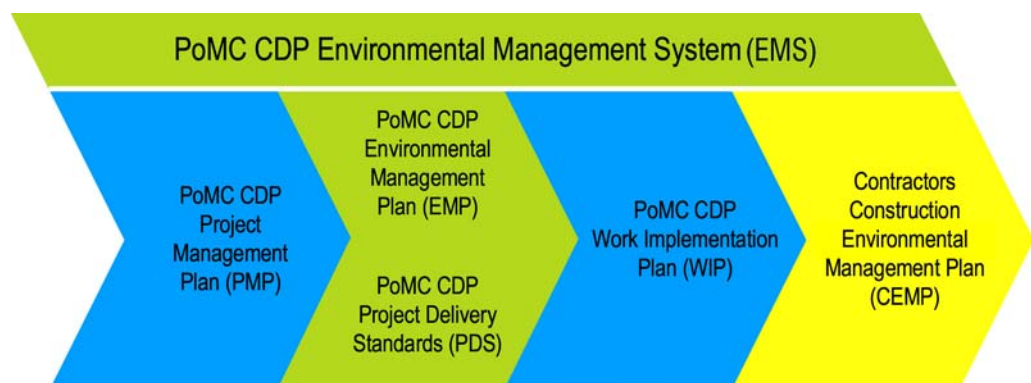 PoMC CDP Environmental Management System (EMS)
PoMC CDP
Project
Management
Plan (PMP)
PoMC CDP
Environmental
Management
Plan (EMP)
PoMC CDP
Project Delivery
Standards (PDS)
PoMC CDP
Work Implementation
Plan (WIP)
Contractors
Construction
Environmental
Management Plan
(CEMP)